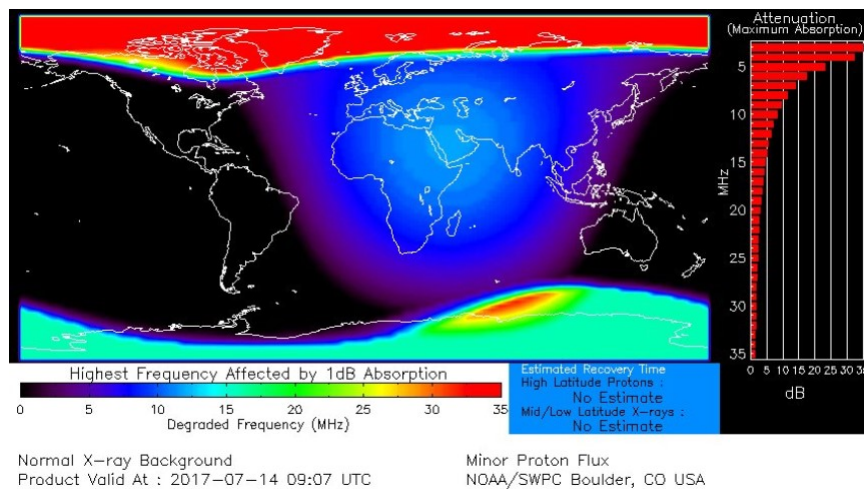 Attenuation
(Maximum Absorption)
5
10
15
20
25
30
35
MHz
0 5 10 15 20 25 30 3
dB
Highest Frequency Affected by 1dB Absorption
0 5 10 15 20 25 30 35
Degraded Frequency (MHz)
Estimated Recovery Time
High Latitude Protons :
No Estimate
Mid/Low Latitude X-rays :
No Estimate
Normal X-ray Background
Product Valid At : 2017-07-14 09:07 UTC
Minor Proton Flux
NOAA/SWPC Boulder, CO USA